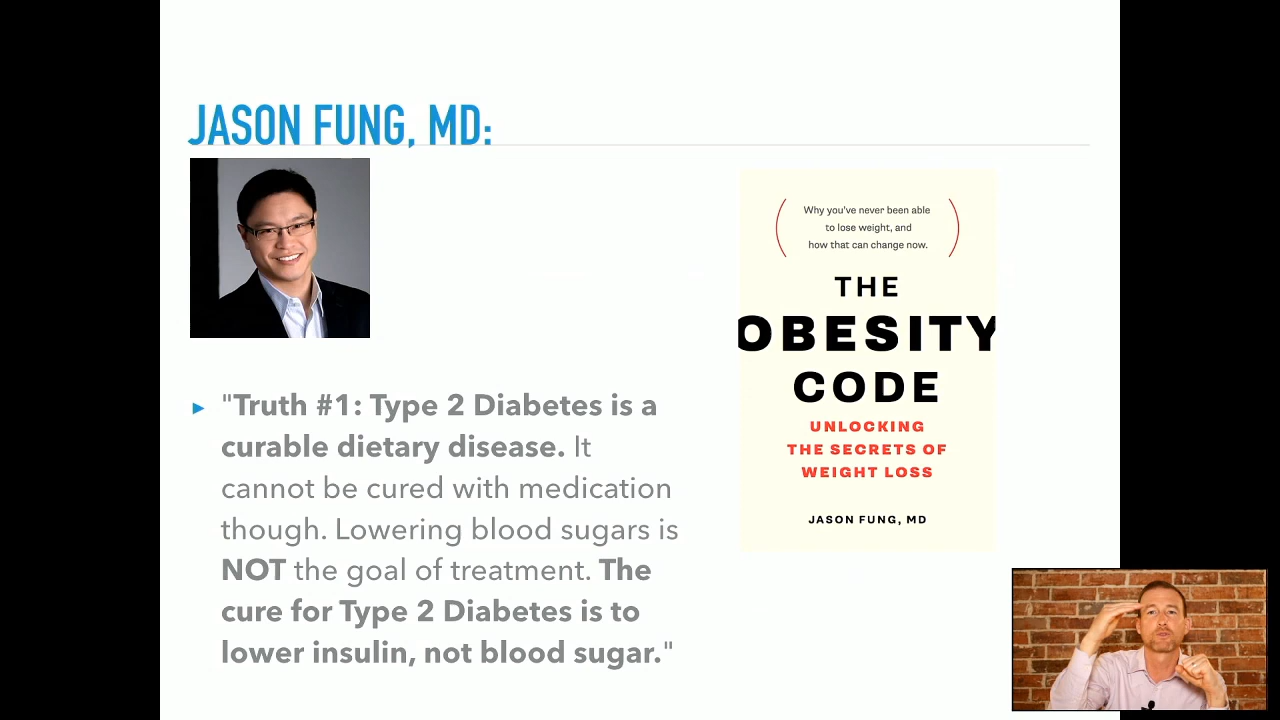 JASON FUNG, MD:
"Truth #1: Type 2 Diabetes is a
curable dietary disease. It
cannot be cured with medication
though. Lowering blood sugars is
NOT the goal of treatment. The
cure for Type 2 Diabetes is to
lower insulin, not blood sugar."
Why you've never been able
to lose weight, and
how that can change now.
THE
OBESITY
CODE
UNLOCKING
THE SECRETS OF
WEIGHT LOSS
JASON FUNG, MD